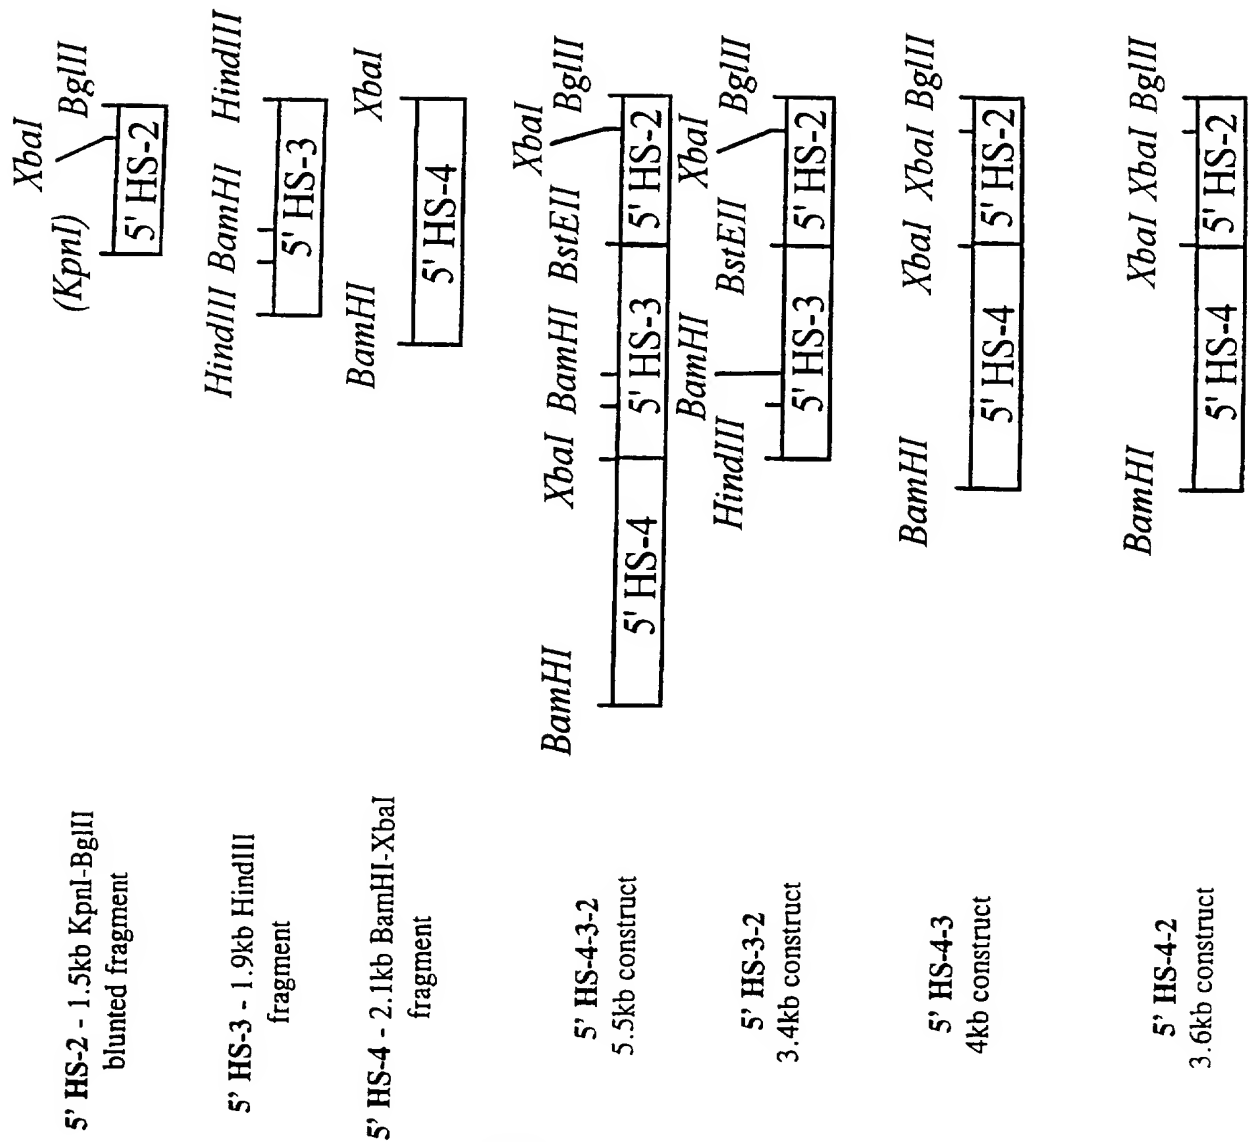 5' HS-2 - 1.5kb KpnI-BglII
blunted fragment
(KpnI)
XbaI
BglII
5' HS-2
5' HS-3 - 1.9kb HindIII
fragment
HindIII BamHI HindIII
5' HS-3
5' HS-4 - 2.1kb BamHI-XbaI
fragment
BamHI XbaI
5' HS-4
5' HS-4-3-2
5.5kb construct
BamHI XbaI BamHI BstEII XbaI BglII
5' HS-4 5' HS-3 5' HS-2
5' HS-3-2
3.4kb construct
HindIII BamHI BstEII XbaI BglII
5' HS-3 5' HS-2
5' HS-4-3
4kb construct
BamHI XbaI XbaI BglII
5' HS-4 5' HS-2
5' HS-4-2
3.6kb construct
BamHI XbaI XbaI BglII
5' HS-4 5' HS-2